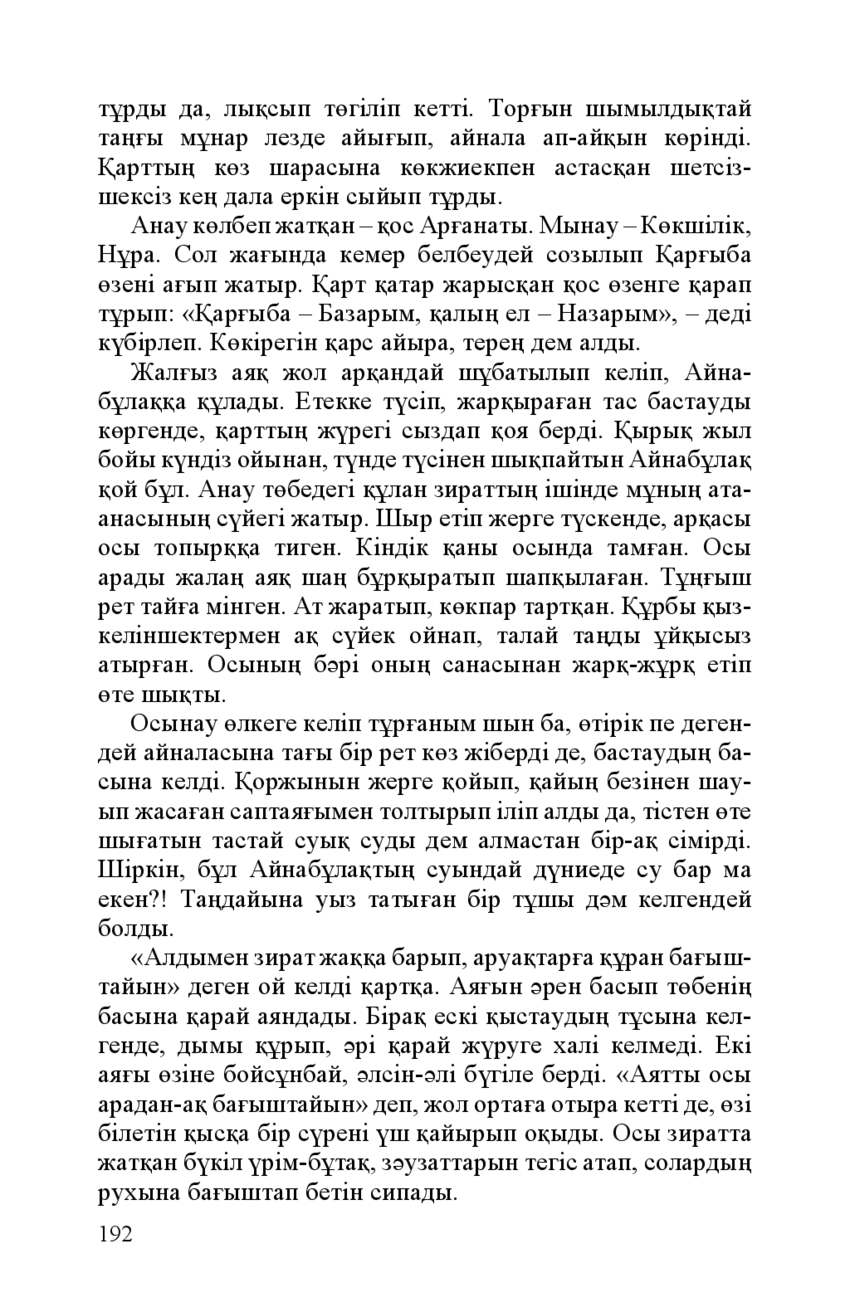 тұрды да, лықсып төгіліп кетті. Торғын шымылдықтай
таңғы мұнар лезде айығып, айнала ап-айқын көрінді.
Қарттың көз шарасына көкжиекпен астасқан шетсіз-
шексіз кең дала еркін сыйып тұрды.
Анау көлбеп жатқан – қос Арғанаты. Мынау – Көкшілік,
Нұра. Сол жағында кемер белбеудей созылып Қарғыба
өзені ағып жатыр. Қарт қатар жарысқан қос өзенге қарап
тұрып: «Қарғыба – Базарым, қалың ел – Назарым», – деді
күбірлеп. Көкірегін қарс айыра, терең дем алды.
Жалғыз аяқ жол арқандай шұбатылып келіп, Айна-
бұлаққа құлады. Етекке түсіп, жарқыраған тас бастауды
көргенде, қарттың жүрегі сыздап қоя берді. Қырық жыл
бойы күндіз ойынан, түнде түсінен шықпайтын Айнабұлақ
қой бұл. Анау төбедегі құлан зираттың ішінде мұның ата-
анасының сүйегі жатыр. Шыр етіп жерге түскенде, арқасы
осы топырққа тиген. Кіндік қаны осында тамған. Осы
арады жалаң аяқ шаң бұрқыратып шапқылаған. Тұңғыш
рет тайға мінген. Ат жаратып, көкпар тартқан. Құрбы қыз-
келіншектермен ақ сүйек ойнап, талай таңды ұйқысыз
атырған. Осының бәрі оның санасынан жарқ-жұрқ етіп
өте шықты.
Осынау өлкеге келіп тұрғаным шын ба, өтірік пе деген-
дей айналасына тағы бір рет көз жіберді де, бастаудың ба-
сына келді. Қоржынын жерге қойып, қайың безінен шау-
ып жасаған саптаяғымен толтырып іліп алды да, тістен өте
шығатын тастай суық суды дем алмастан бір-ақ сімірді.
Шіркін, бұл Айнабұлақтың суындай дүниеде су бар ма
екен?! Таңдайына уыз татыған бір тұшы дәм келгендей
болды.
«Алдымен зират жаққа барып, аруақтарға құран бағыш-
тайын» деген ой келді қартқа. Аяғын әрен басып төбенің
басына қарай аяндады. Бірақ ескі қыстаудың тұсына кел-
генде, дымы құрып, әрі қарай жүруге халі келмеді. Екі
аяғы өзіне бойсұнбай, әлсін-әлі бүгіле берді. «Аятты осы
арадан-ақ бағыштайын» деп, жол ортаға отыра кетті де, өзі
білетін қысқа бір сүрені үш қайырып оқыды. Осы зиратта
жатқан бүкіл үрім-бұтақ, зәузаттарын тегіс атап, солардың
рухына бағыштап бетін сипады.
192